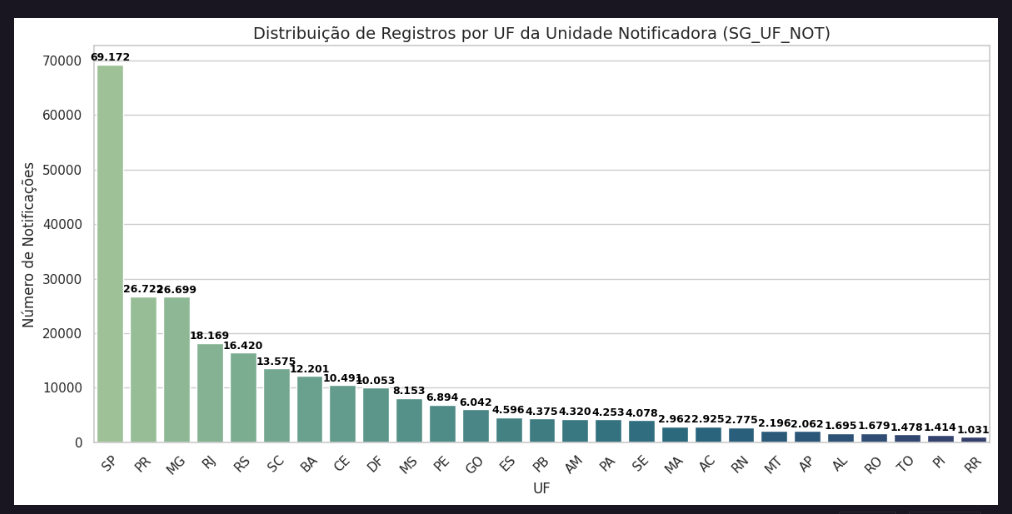 Distribuição de Registros por UF da Unidade Notificadora (SG_UF_NOT)
Número de Notificações
70000
60000
50000
40000
30000
20000
10000
0
69.172
26.699
18.169
16.420
13.575
12.201
10.491
10.053
8.153
6.894
6.042
4.596
4.375
4.320
4.253
4.078
2.962
2.925
2.775
2.196
2.062
1.695
1.679
1.478
1.414
1.031
SP
PR
MG
RJ
RS
SC
BA
CE
DF
MS
PE
GO
ES
PB
AM
PA
SE
MA
AC
RN
MT
AP
AL
RO
TO
PI
RR
UF